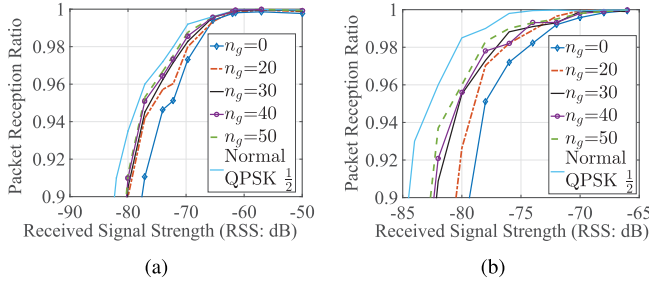 Packet Reception Ratio
1
0.98
0.96
0.94
0.92
0.9
-90
-80
-70
-60
-50
Received Signal Strength (RSS: dB)
n_g=0
n_g=20
n_g=30
n_g=40
n_g=50
Normal
QPSK 1/2
(a)
Packet Reception Ratio
1
0.98
0.96
0.94
0.92
0.9
-85
-80
-75
-70
-65
Received Signal Strength (RSS: dB)
n_g=0
n_g=20
n_g=30
n_g=40
n_g=50
Normal
QPSK 1/2
(b)